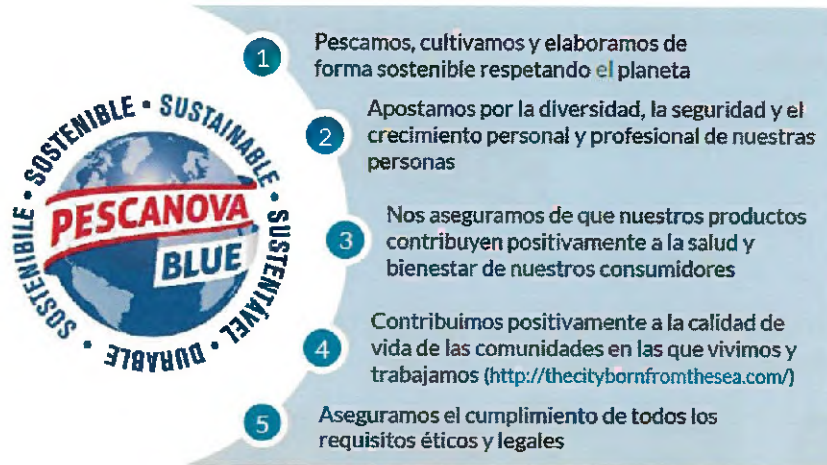 SOSTENIBILE • SOSTENIBLE • SUSTAINABLE • SUSTENTÁVEL • DURABLE •
PESCANOVA
BLUE
1
Pescamos, cultivamos y elaboramos de
forma sostenible respetando el planeta
2
Apostamos por la diversidad, la seguridad y el
crecimiento personal y profesional de nuestras
personas
3
Nos aseguramos de que nuestros productos
contribuyen positivamente a la salud y
bienestar de nuestros consumidores
4
Contribuimos positivamente a la calidad de
vida de las comunidades en las que vivimos y
trabajamos (http://thecitybornfromthesea.com/)
5
Aseguramos el cumplimiento de todos los
requisitos éticos y legales